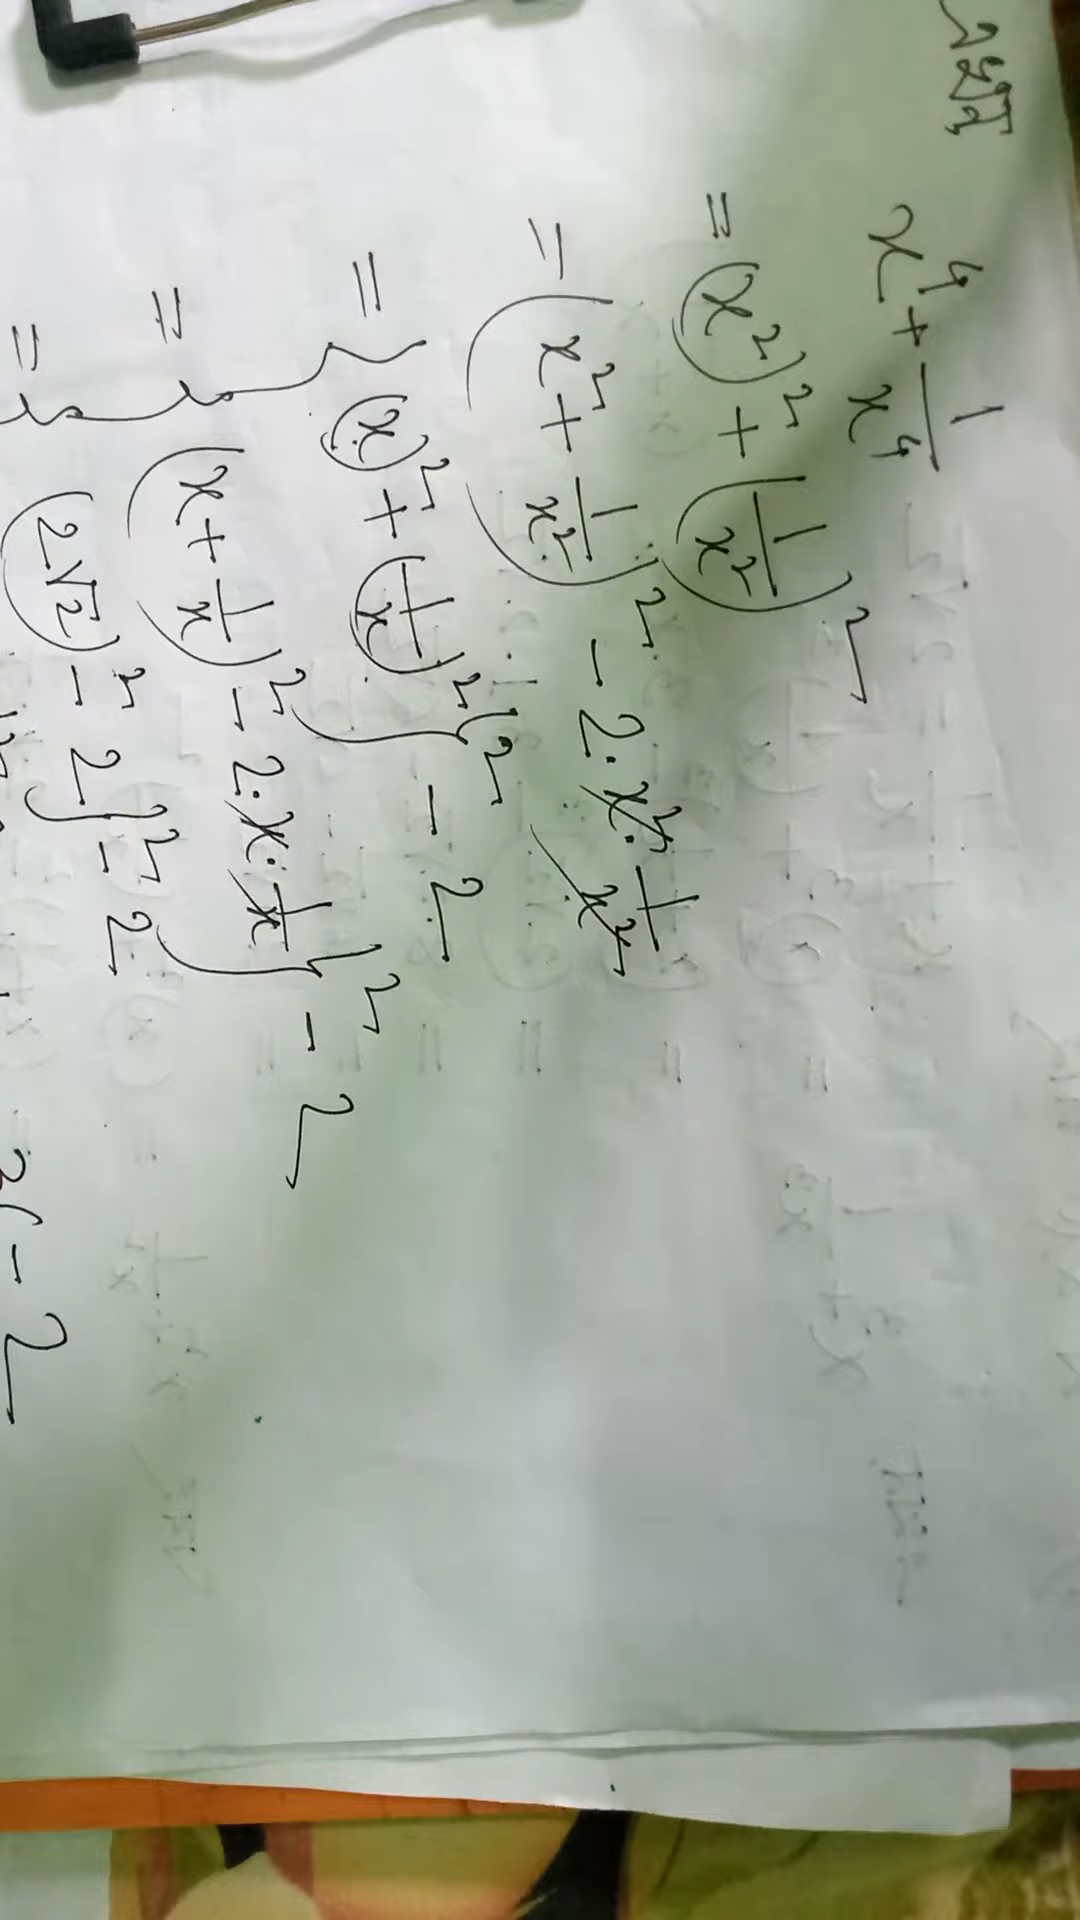 x⁴ + 1/x⁴
= (x²)² + (1/x²)²
= (x² + 1/x²)² - 2·x²·1/x²
= {(x)² + (1/x)²}² - 2
= {(x + 1/x)² - 2·x·1/x}² - 2
= {(2√2)² - 2}² - 2
- 2